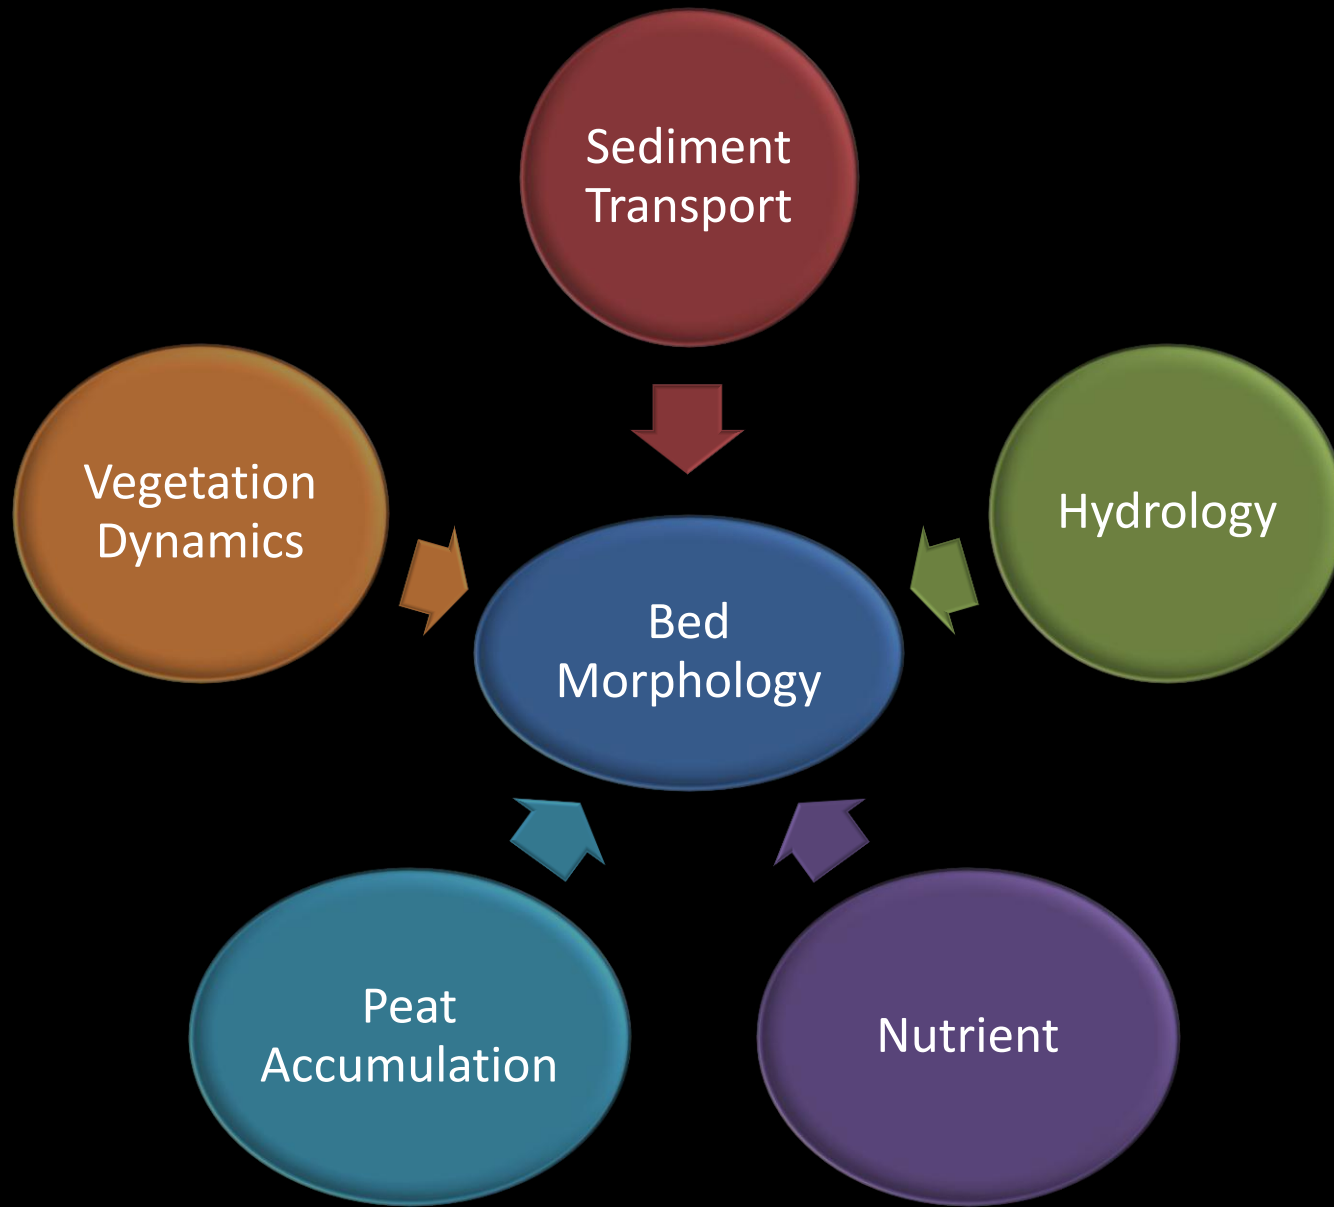 Sediment
Transport
Vegetation
Dynamics
Hydrology
Bed
Morphology
Peat
Accumulation
Nutrient